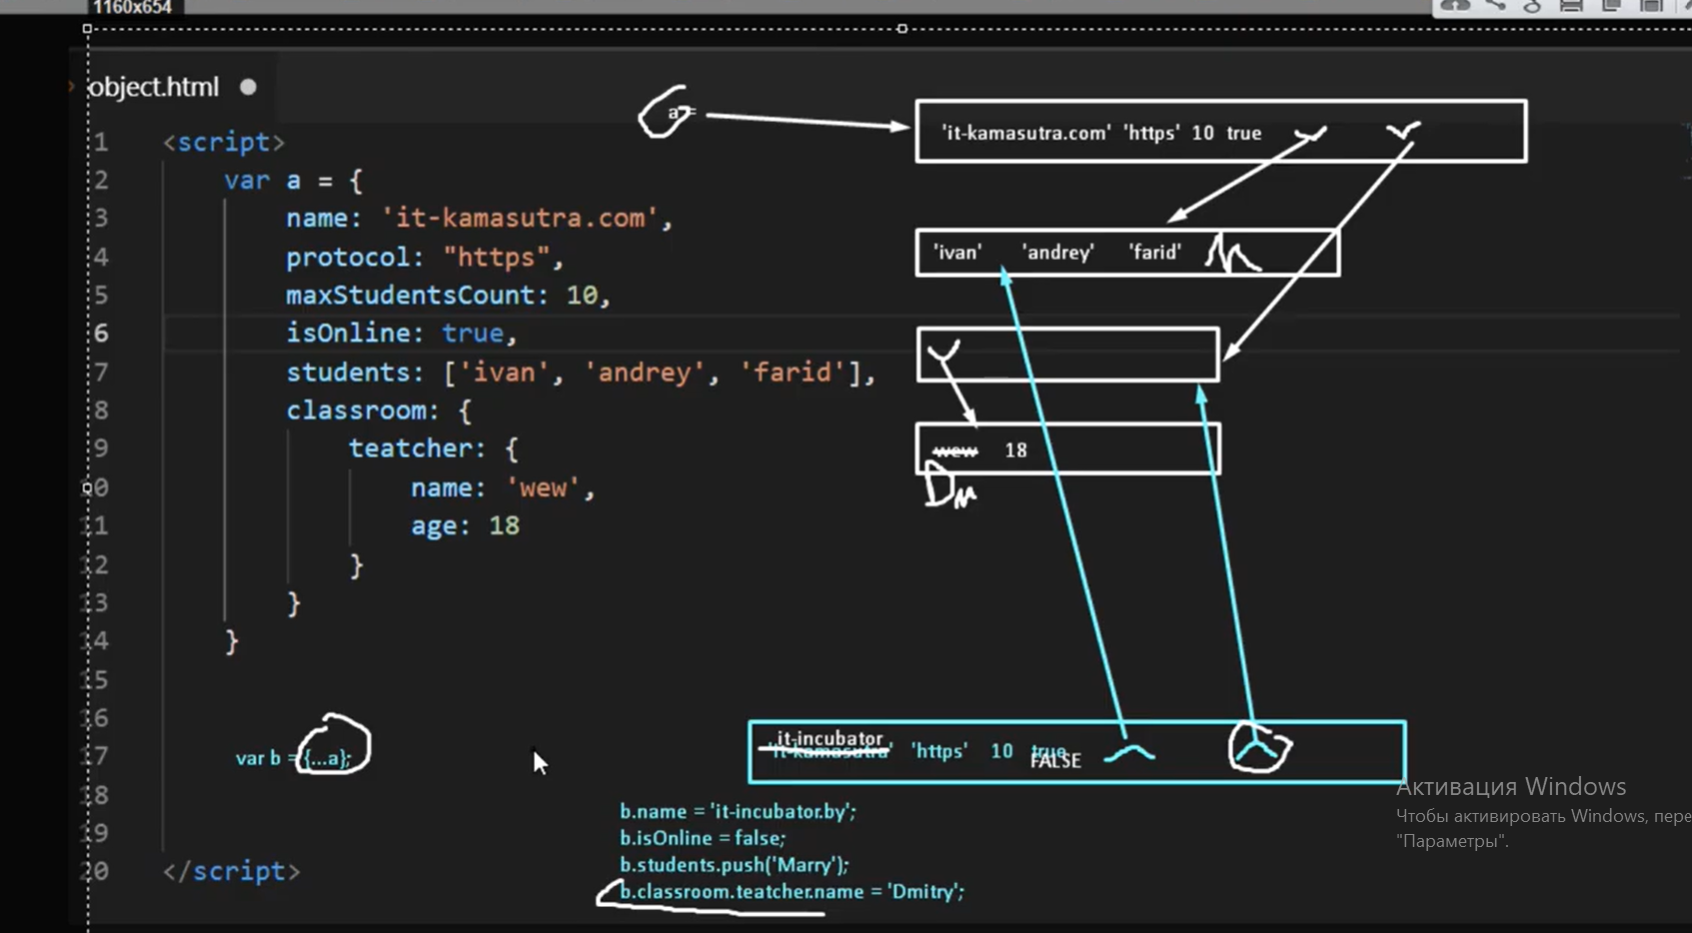 1160x654
object.html
a =
'it-kamasutra.com' 'https' 10 true
1 <script>
2 var a = {
3 name: 'it-kamasutra.com',
4 protocol: "https",
5 maxStudentsCount: 10,
6 isOnline: true,
7 students: ['ivan', 'andrey', 'farid'],
8 classroom: {
9 teatcher: {
10 name: 'wew',
11 age: 18
12 }
13 }
14 }
15
16
17
18
19
20 </script>
'ivan' 'andrey' 'farid' M
wew 18
Dm
var b = {...a};
it-incubator
'it-kamasutra' 'https' 10 true
FALSE
b.name = 'it-incubator.by';
b.isOnline = false;
b.students.push('Marry');
b.classroom.teatcher.name = 'Dmitry';
Активация Windows
Чтобы активировать Windows, пере
"Параметры".